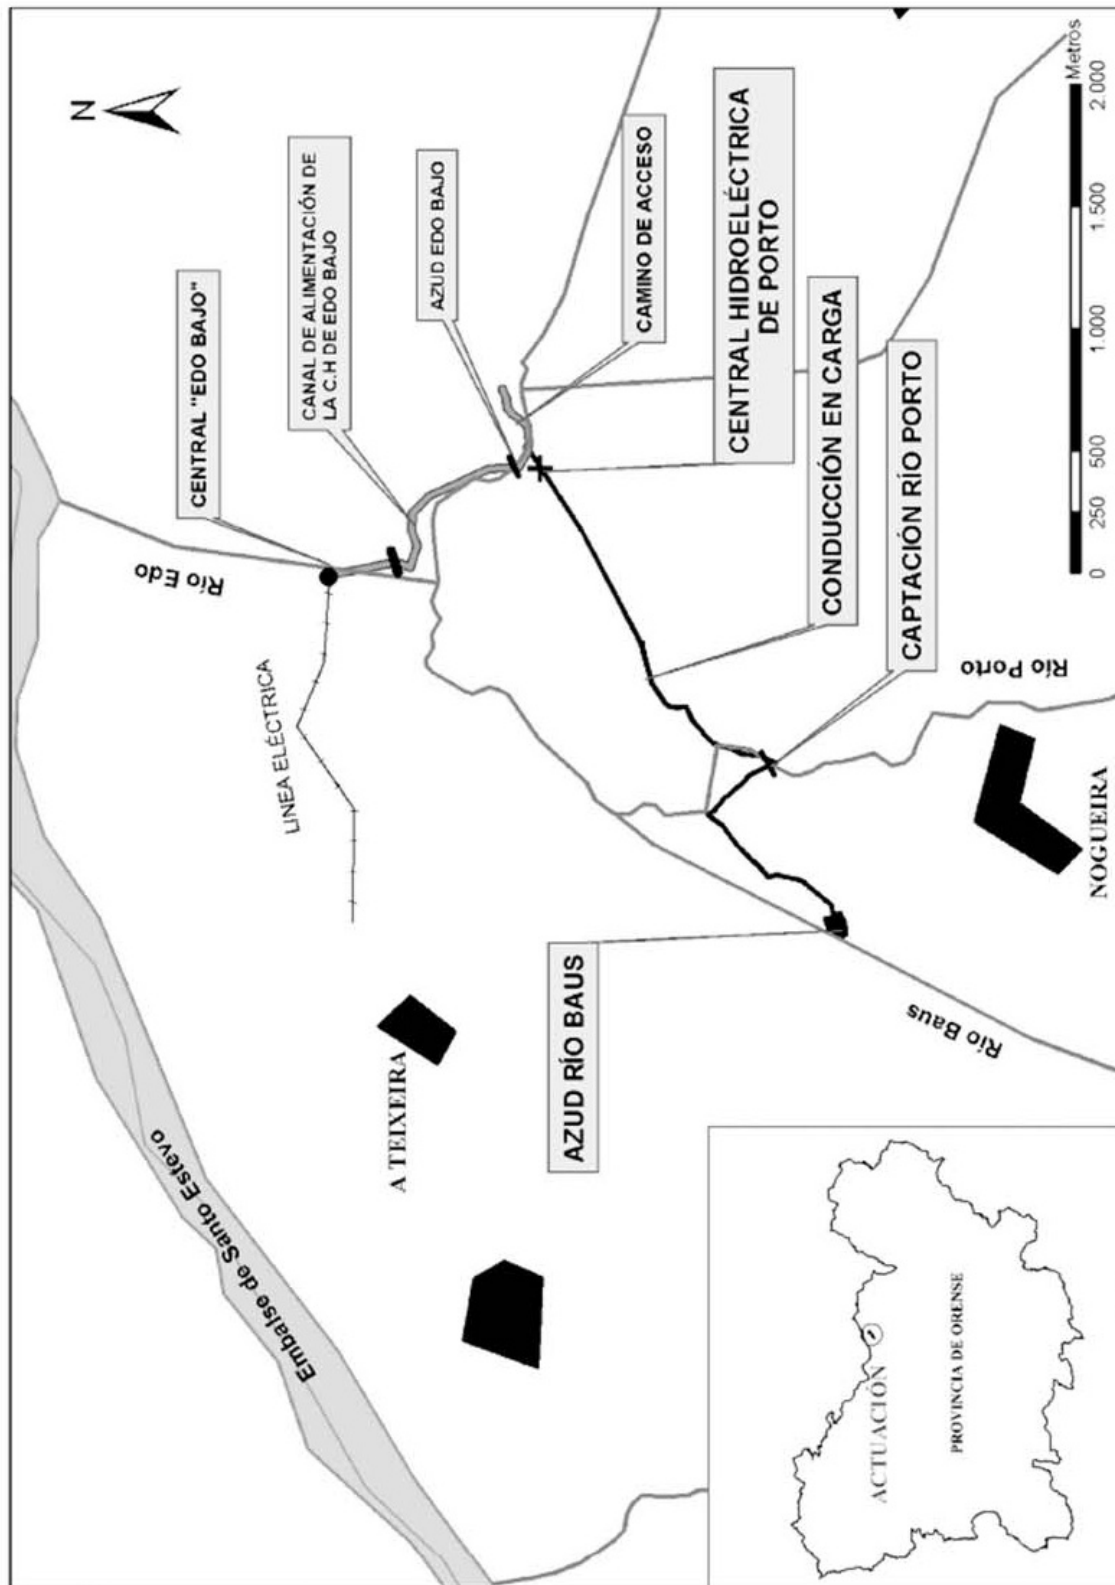 N
CENTRAL "EDO BAJO"
CANAL DE ALIMENTACIÓN DE
LA C.H DE EDO BAJO
AZUD EDO BAJO
CAMINO DE ACCESO
CENTRAL HIDROELÉCTRICA
DE PORTO
CONDUCCIÓN EN CARGA
CAPTACIÓN RÍO PORTO
Río Edo
LINEA ELÉCTRICA
Embalse de Santo Estevo
A TEIXEIRA
AZUD RÍO BAUS
Río Baus
Río Porto
NOGUEIRA
0 250 500 1.000 1.500 2.000
Metros
ACTUACIÓN
PROVINCIA DE ORENSE